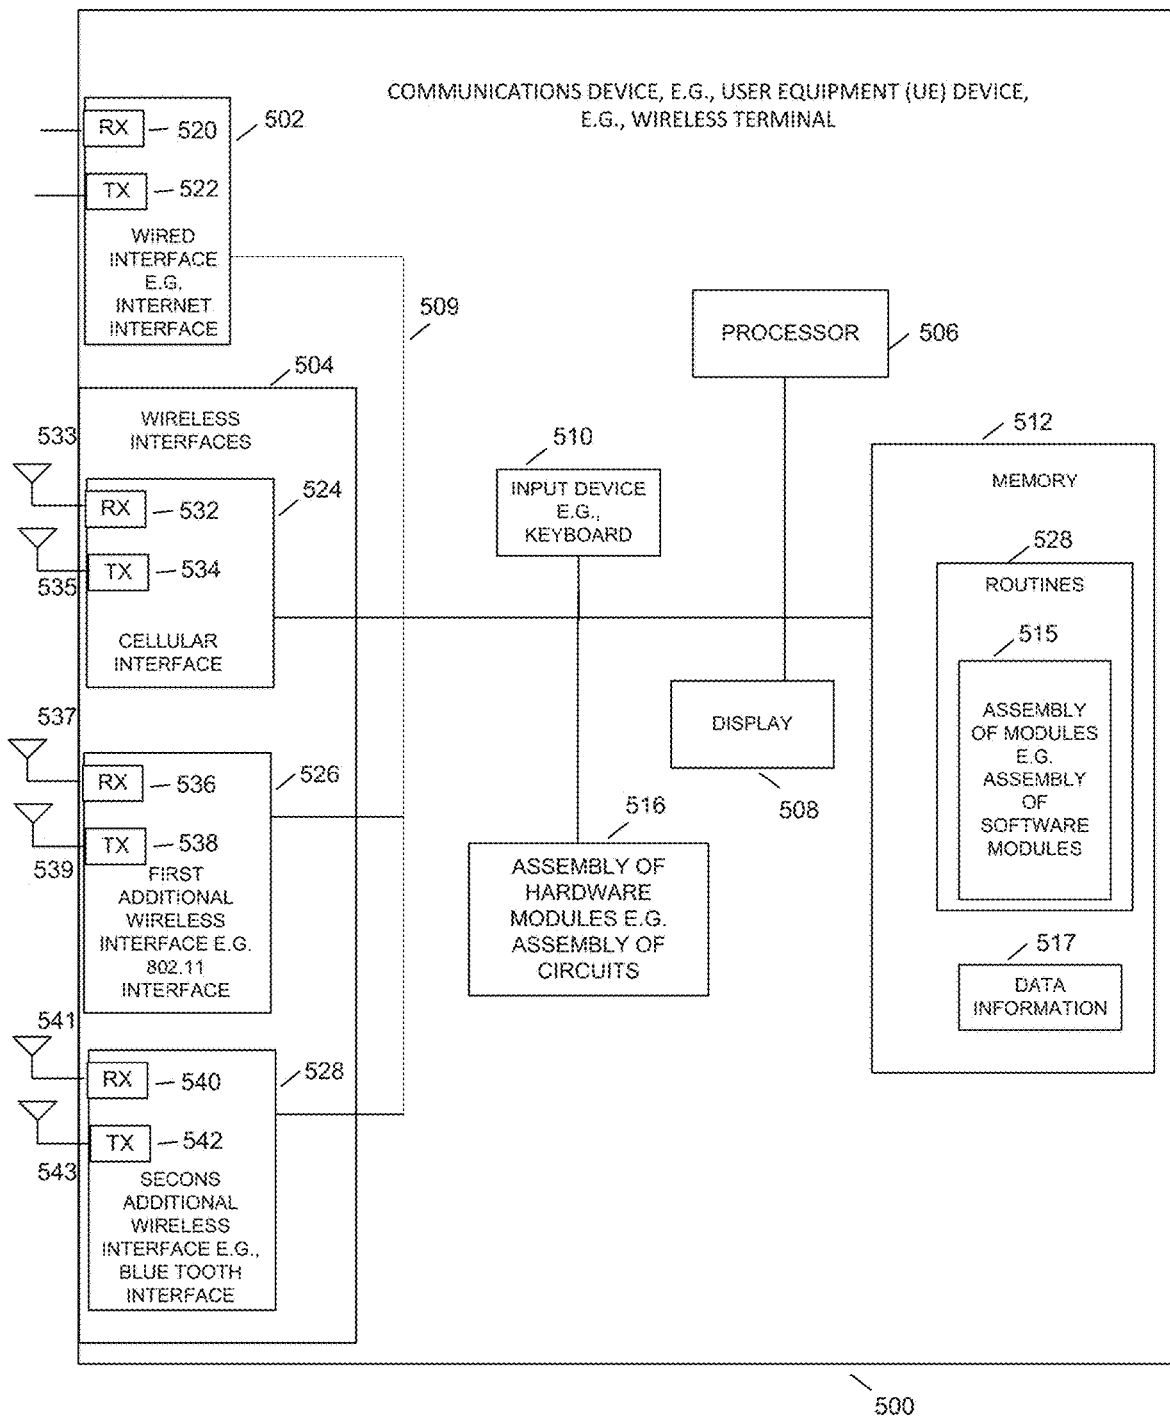 COMMUNICATIONS DEVICE, E.G., USER EQUIPMENT (UE) DEVICE,
E.G., WIRELESS TERMINAL
RX
520
502
TX
522
WIRED
INTERFACE
E.G.
INTERNET
INTERFACE
509
PROCESSOR
506
504
WIRELESS
INTERFACES
533
RX
532
524
535
TX
534
CELLULAR
INTERFACE
510
INPUT DEVICE
E.G.,
KEYBOARD
512
MEMORY
528
ROUTINES
515
ASSEMBLY
OF MODULES
E.G.
ASSEMBLY
OF
SOFTWARE
MODULES
517
DATA
INFORMATION
DISPLAY
508
516
ASSEMBLY OF
HARDWARE
MODULES E.G.
ASSEMBLY OF
CIRCUITS
537
RX
536
526
539
TX
538
FIRST
ADDITIONAL
WIRELESS
INTERFACE E.G.
802.11
INTERFACE
541
RX
540
528
543
TX
542
SECONS
ADDITIONAL
WIRELESS
INTERFACE E.G.,
BLUE TOOTH
INTERFACE
500